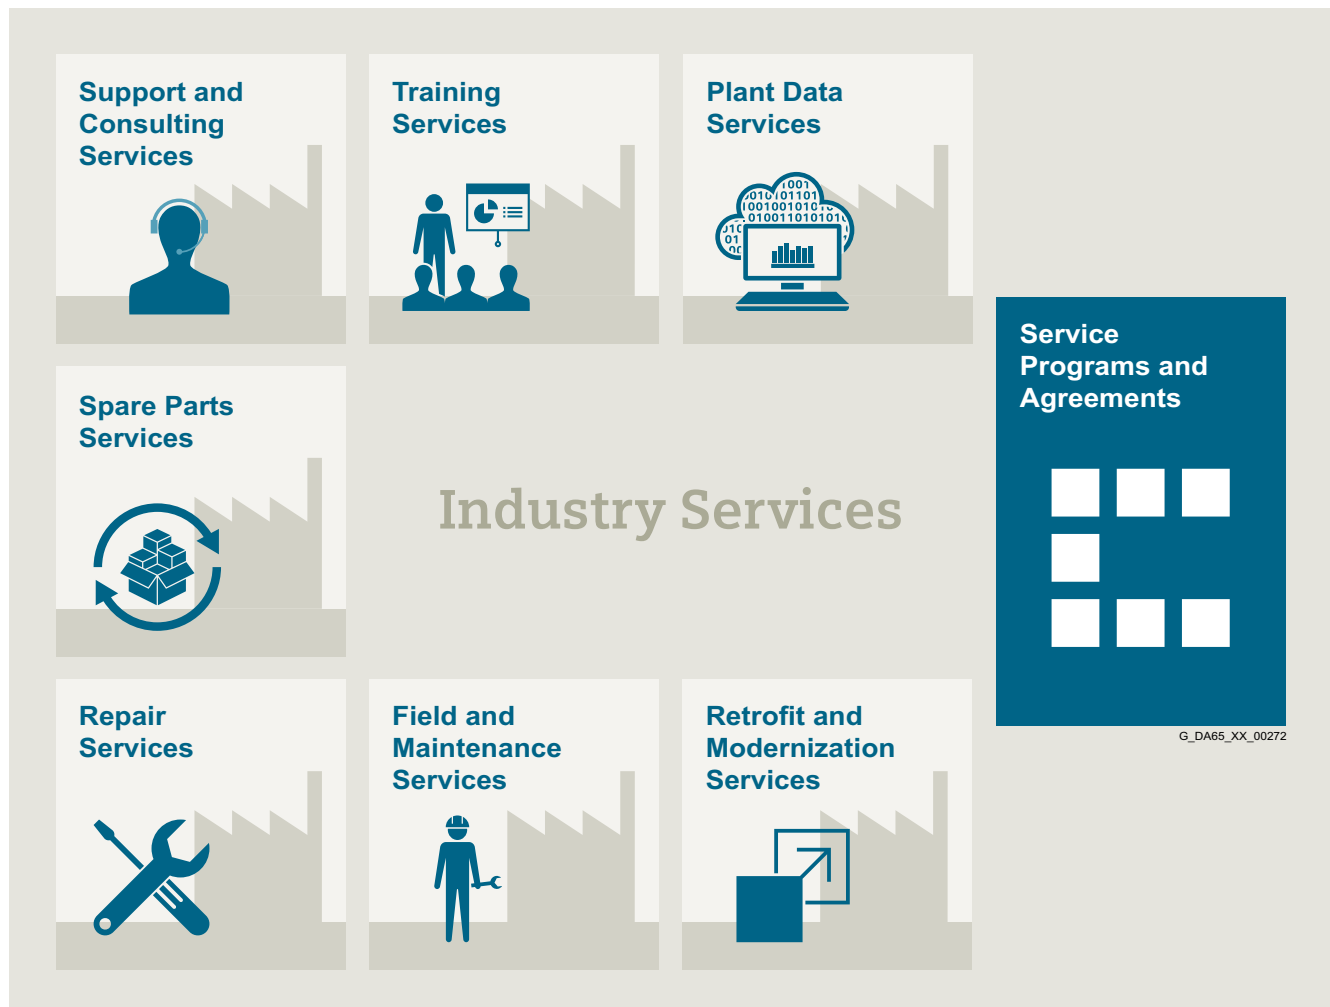 Support and
Consulting
Services
Training
Services
Plant Data
Services
Service
Programs and
Agreements
Spare Parts
Services
Industry Services
Repair
Services
Field and
Maintenance
Services
Retrofit and
Modernization
Services
G_DA65_XX_00272